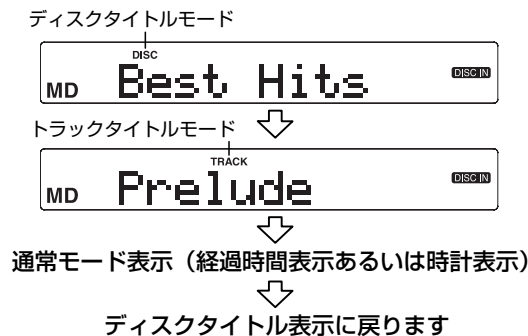 ディスクタイトルモード
DISC
MD Best Hits DISC IN
トラックタイトルモード
TRACK
MD Prelude DISC IN
通常モード表示（経過時間表示あるいは時計表示）
ディスクタイトル表示に戻ります